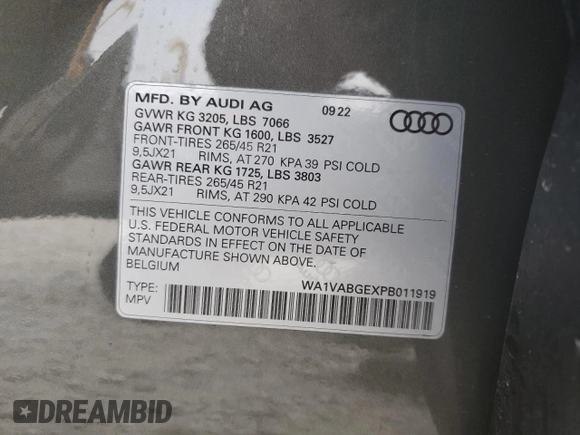 MFD. BY AUDI AG 09 22
GVWR KG 3205, LBS 7066
GAWR FRONT KG 1600, LBS 3527
FRONT-TIRES 265/45 R21
9,5JX21 RIMS, AT 270 KPA 39 PSI COLD
GAWR REAR KG 1725, LBS 3803
REAR-TIRES 265/45 R21
9,5JX21 RIMS, AT 290 KPA 42 PSI COLD
THIS VEHICLE CONFORMS TO ALL APPLICABLE
U.S. FEDERAL MOTOR VEHICLE SAFETY
STANDARDS IN EFFECT ON THE DATE OF
MANUFACTURE SHOWN ABOVE.
BELGIUM
TYPE: WA1VABGEXPB011919
MPV
DREAMBID